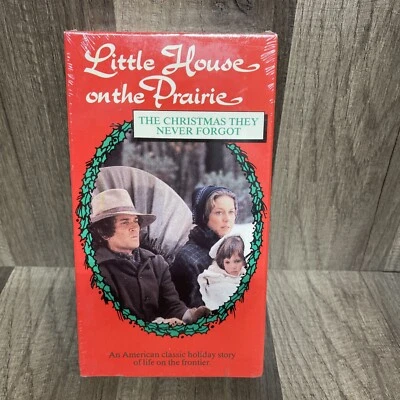 Little House
on the Prairie
THE CHRISTMAS THEY
NEVER FORGOT
An American classic holiday story
of life on the frontier.